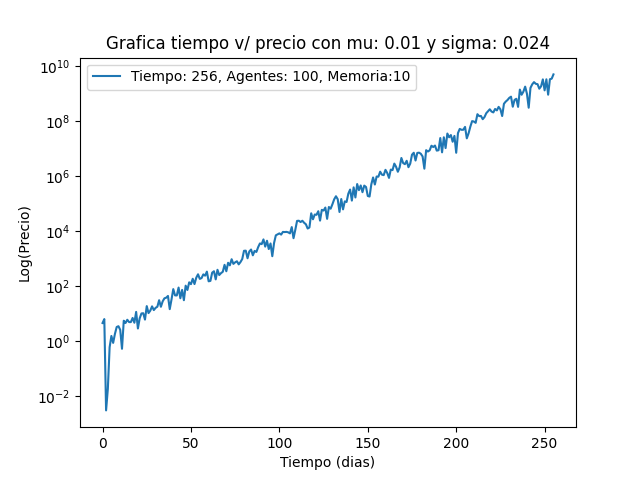 Grafica tiempo v/ precio con mu: 0.01 y sigma: 0.024
Tiempo: 256, Agentes: 100, Memoria:10
10^10
10^8
10^6
10^4
10^2
10^0
10^−2
Log(Precio)
0 50 100 150 200 250
Tiempo (dias)